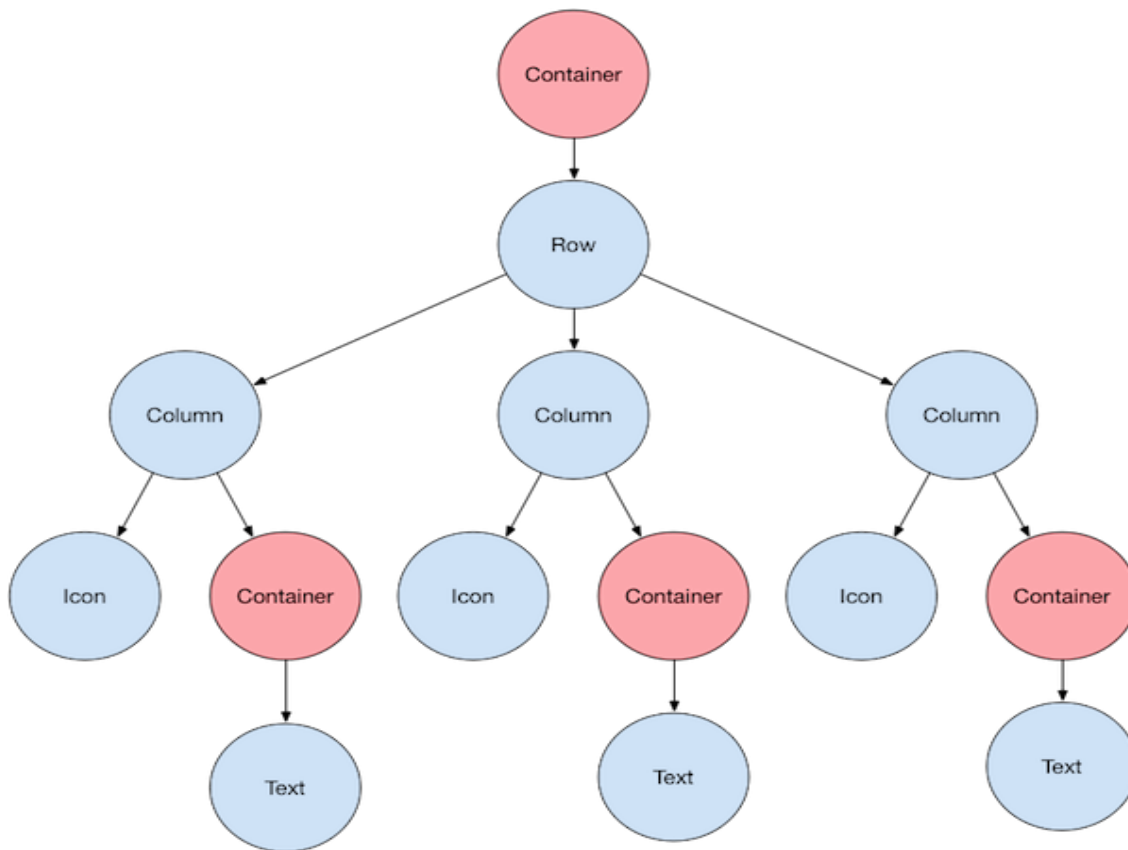 Container
Row
Column
Column
Column
Icon
Container
Icon
Container
Icon
Container
Text
Text
Text